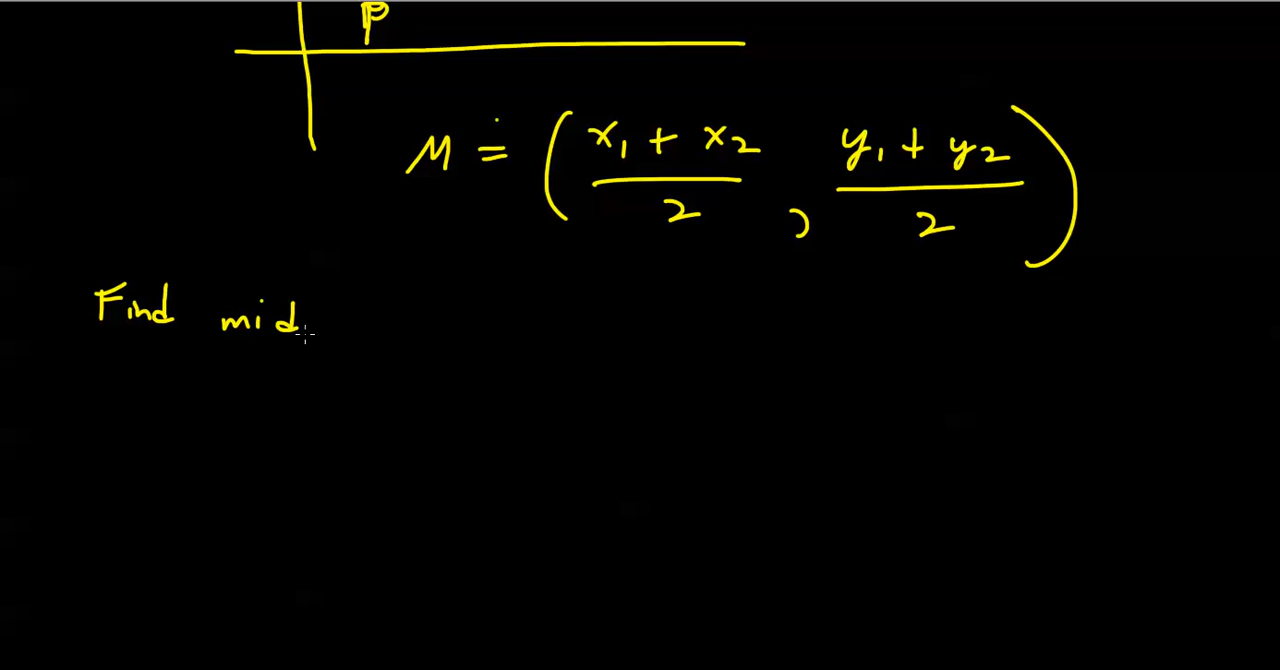 P
M = ( x₁ + x₂ / 2 , y₁ + y₂ / 2 )
Find mid